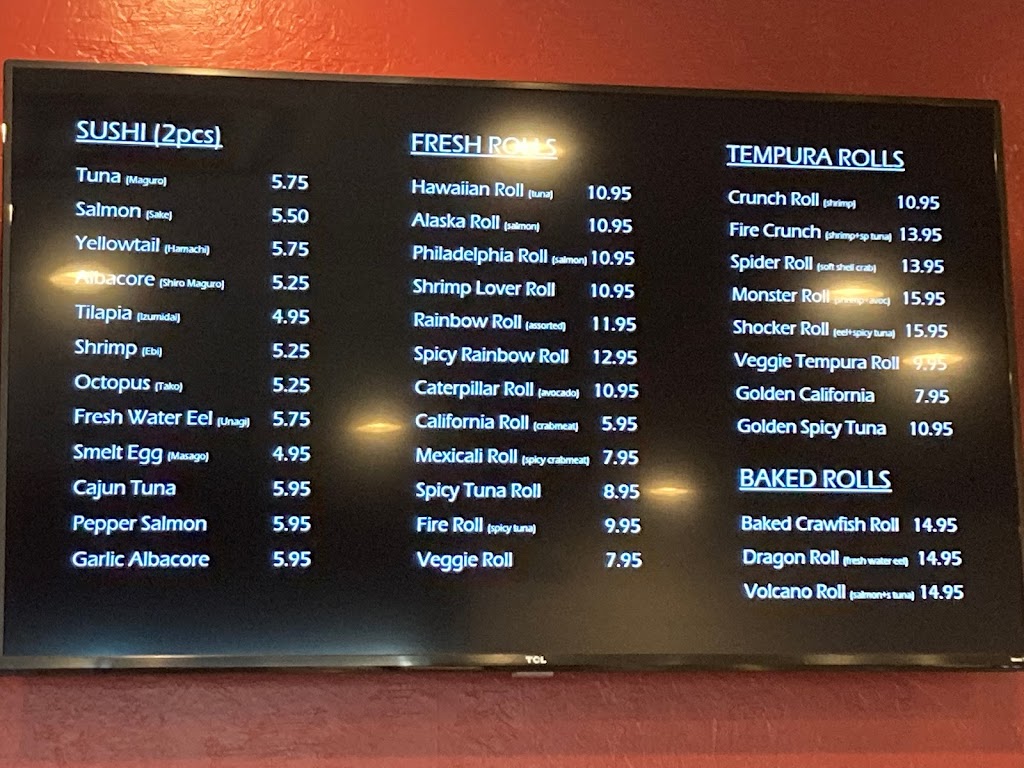 SUSHI (2pcs)
Tuna (Maguro) 5.75
Salmon (Sake) 5.50
Yellowtail (Hamachi) 5.75
Albacore (Shiro Maguro) 5.25
Tilapia (Izumidai) 4.95
Shrimp (Ebi) 5.25
Octopus (Tako) 5.25
Fresh Water Eel (Unagi) 5.75
Smelt Egg (Masago) 4.95
Cajun Tuna 5.95
Pepper Salmon 5.95
Garlic Albacore 5.95
FRESH ROLLS
Hawaiian Roll (tuna) 10.95
Alaska Roll (salmon) 10.95
Philadelphia Roll (salmon) 10.95
Shrimp Lover Roll 10.95
Rainbow Roll (assorted) 11.95
Spicy Rainbow Roll 12.95
Caterpillar Roll (avocado) 10.95
California Roll (crabmeat) 5.95
Mexicali Roll (spicy crabmeat) 7.95
Spicy Tuna Roll 8.95
Fire Roll (spicy tuna) 9.95
Veggie Roll 7.95
TEMPURA ROLLS
Crunch Roll (shrimp) 10.95
Fire Crunch (shrimp+sp tuna) 13.95
Spider Roll (soft shell crab) 13.95
Monster Roll (shrimp+avoc) 15.95
Shocker Roll (eel+spicy tuna) 15.95
Veggie Tempura Roll 9.95
Golden California 7.95
Golden Spicy Tuna 10.95
BAKED ROLLS
Baked Crawfish Roll 14.95
Dragon Roll (fresh water eel) 14.95
Volcano Roll (salmon+s tuna) 14.95
TCL